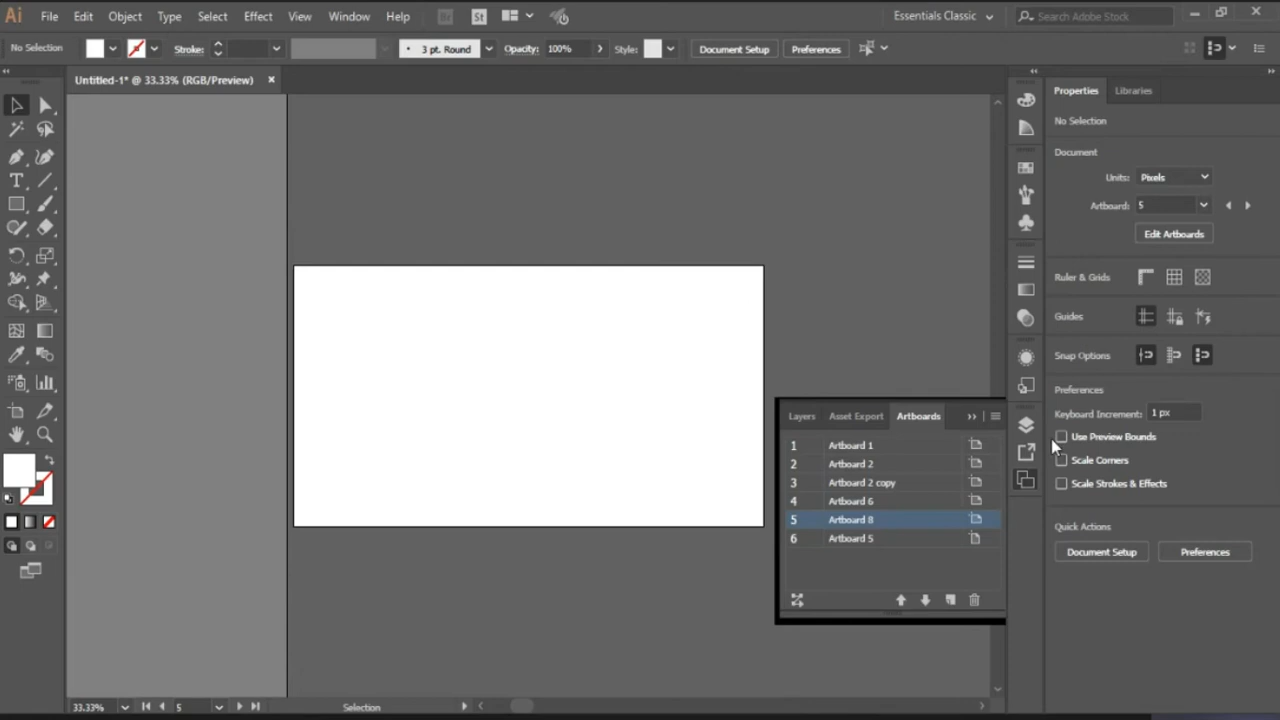 Ai File Edit Object Type Select Effect View Window Help Br St Essentials Classic Search Adobe Stock
No Selection Stroke: 3 pt. Round Opacity: 100% Style: Document Setup Preferences
Untitled-1* @ 33.33% (RGB/Preview)
Properties Libraries
No Selection
Document
Units: Pixels
Artboard: 5
Edit Artboards
Ruler & Grids
Guides
Snap Options
Preferences
Keyboard Increment: 1 px
Use Preview Bounds
Scale Corners
Scale Strokes & Effects
Quick Actions
Document Setup Preferences
Layers Asset Export Artboards
1 Artboard 1
2 Artboard 2
3 Artboard 2 copy
4 Artboard 6
5 Artboard 8
6 Artboard 5
33.33% 5 Selection